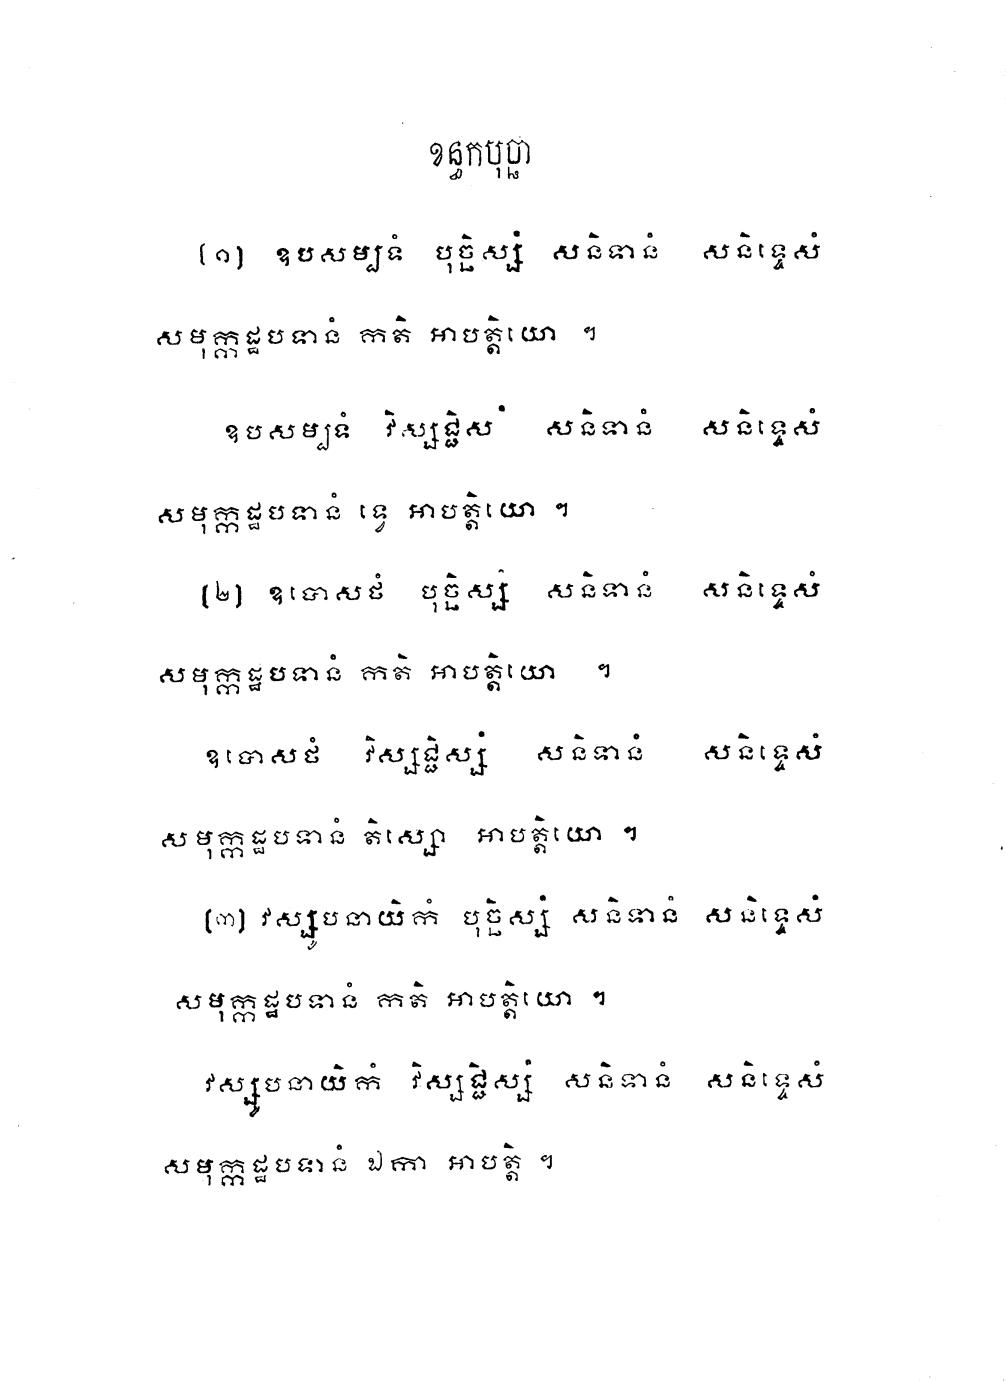 ខន្ធកបុច្ឆា
(១) ឧបសម្បទំ បុច្ឆិស្សំ សនិទានំ សនិទ្ទេសំ
សមុក្កដ្ឋបទានំ កតិ អាបត្តិយោ ។
ឧបសម្បទំ វិស្សជ្ជិសំ សនិទានំ សនិទ្ទេសំ
សមុក្កដ្ឋបទានំ ទ្វេ អាបត្តិយោ ។
(២) ឧបោសថំ បុច្ឆិស្សំ សនិទានំ សនិទ្ទេសំ
សមុក្កដ្ឋបទានំ កតិ អាបត្តិយោ ។
ឧបោសថំ វិស្សជ្ជិស្សំ សនិទានំ សនិទ្ទេសំ
សមុក្កដ្ឋបទានំ តិស្សោ អាបត្តិយោ ។
(៣) វស្សូបនាយិកំ បុច្ឆិស្សំ សនិទានំ សនិទ្ទេសំ
សមុក្កដ្ឋបទានំ កតិ អាបត្តិយោ ។
វស្សូបនាយិកំ វិស្សជ្ជិស្សំ សនិទានំ សនិទ្ទេសំ
សមុក្កដ្ឋបទានំ ឯកា អាបត្តិ ។